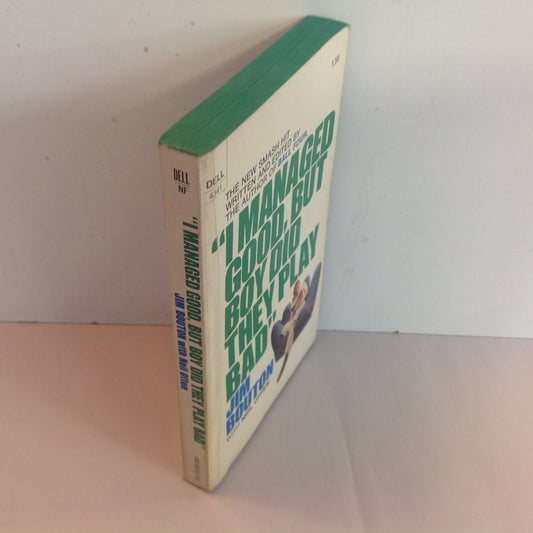 DELL
4341
1.50
THE NEW SMASH HIT
WRITTEN AND EDITED BY
THE AUTHOR OF BALL FOUR
"I MANAGED
GOOD, BUT
BOY DID
THEY PLAY
BAD"
JIM
BOUTON
WITH
DELL
NF
"I MANAGED GOOD, BUT BOY DID THEY PLAY BAD"
JIM BOUTON with Neil Offen